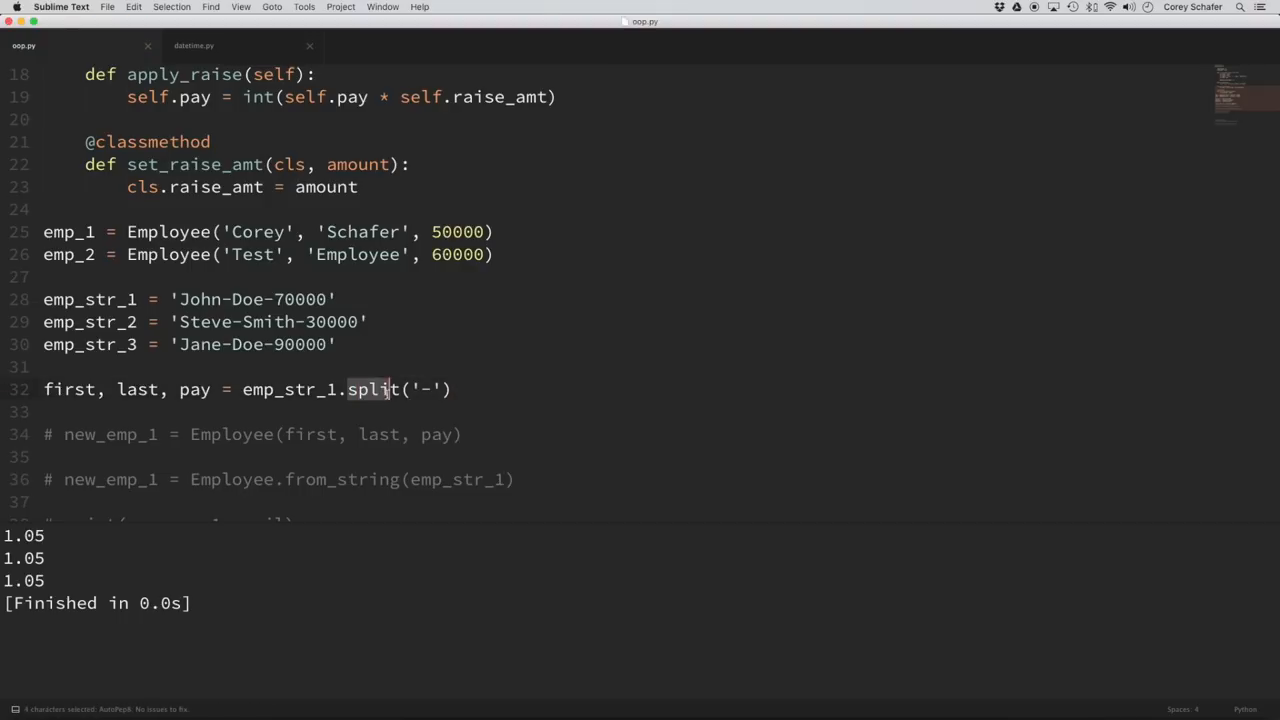 Sublime Text File Edit Selection Find View Goto Tools Project Window Help Corey Schafer
oop.py
oop.py datetime.py
18 def apply_raise(self):
19 self.pay = int(self.pay * self.raise_amt)
20
21 @classmethod
22 def set_raise_amt(cls, amount):
23 cls.raise_amt = amount
24
25 emp_1 = Employee('Corey', 'Schafer', 50000)
26 emp_2 = Employee('Test', 'Employee', 60000)
27
28 emp_str_1 = 'John-Doe-70000'
29 emp_str_2 = 'Steve-Smith-30000'
30 emp_str_3 = 'Jane-Doe-90000'
31
32 first, last, pay = emp_str_1.split('-')
33
34 # new_emp_1 = Employee(first, last, pay)
35
36 # new_emp_1 = Employee.from_string(emp_str_1)
37
1.05
1.05
1.05
[Finished in 0.0s]
4 characters selected: AutoPep8. No issues to fix. Spaces: 4 Python